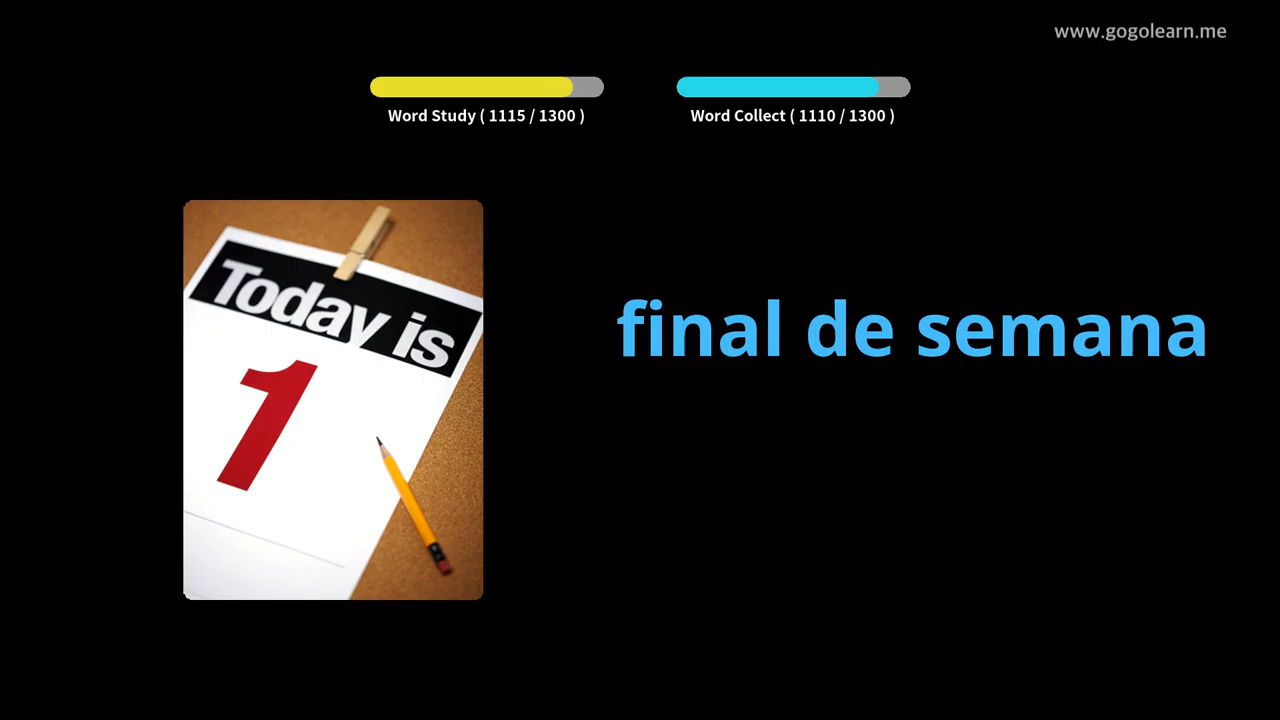 www.gogolearn.me
Word Study ( 1115 / 1300 )
Word Collect ( 1110 / 1300 )
Today is
1
final de semana